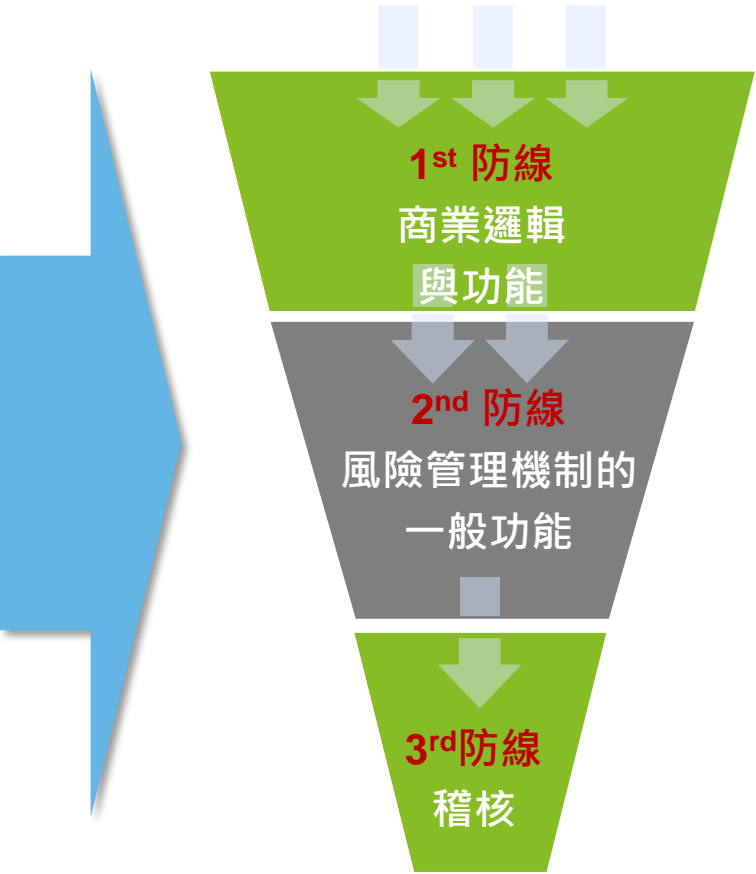 1st 防線
商業邏輯
與功能
2nd 防線
風險管理機制的
一般功能
3rd防線
稽核